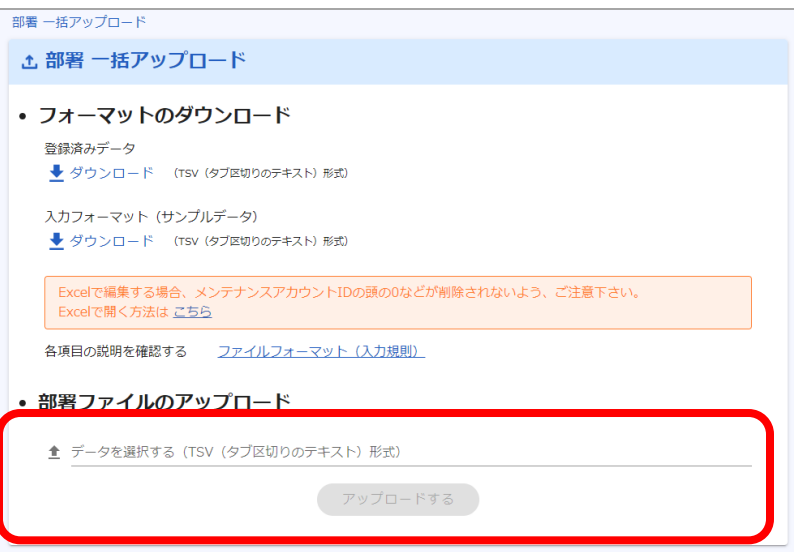 部署 一括アップロード
部署 一括アップロード
• フォーマットのダウンロード
登録済みデータ
ダウンロード (TSV(タブ区切りのテキスト)形式)
入力フォーマット(サンプルデータ)
ダウンロード (TSV(タブ区切りのテキスト)形式)
Excelで編集する場合、メンテナンスアカウントIDの頭の0などが削除されないよう、ご注意下さい。
Excelで開く方法は こちら
各項目の説明を確認する ファイルフォーマット(入力規則)
• 部署ファイルのアップロード
データを選択する(TSV(タブ区切りのテキスト)形式)
アップロードする